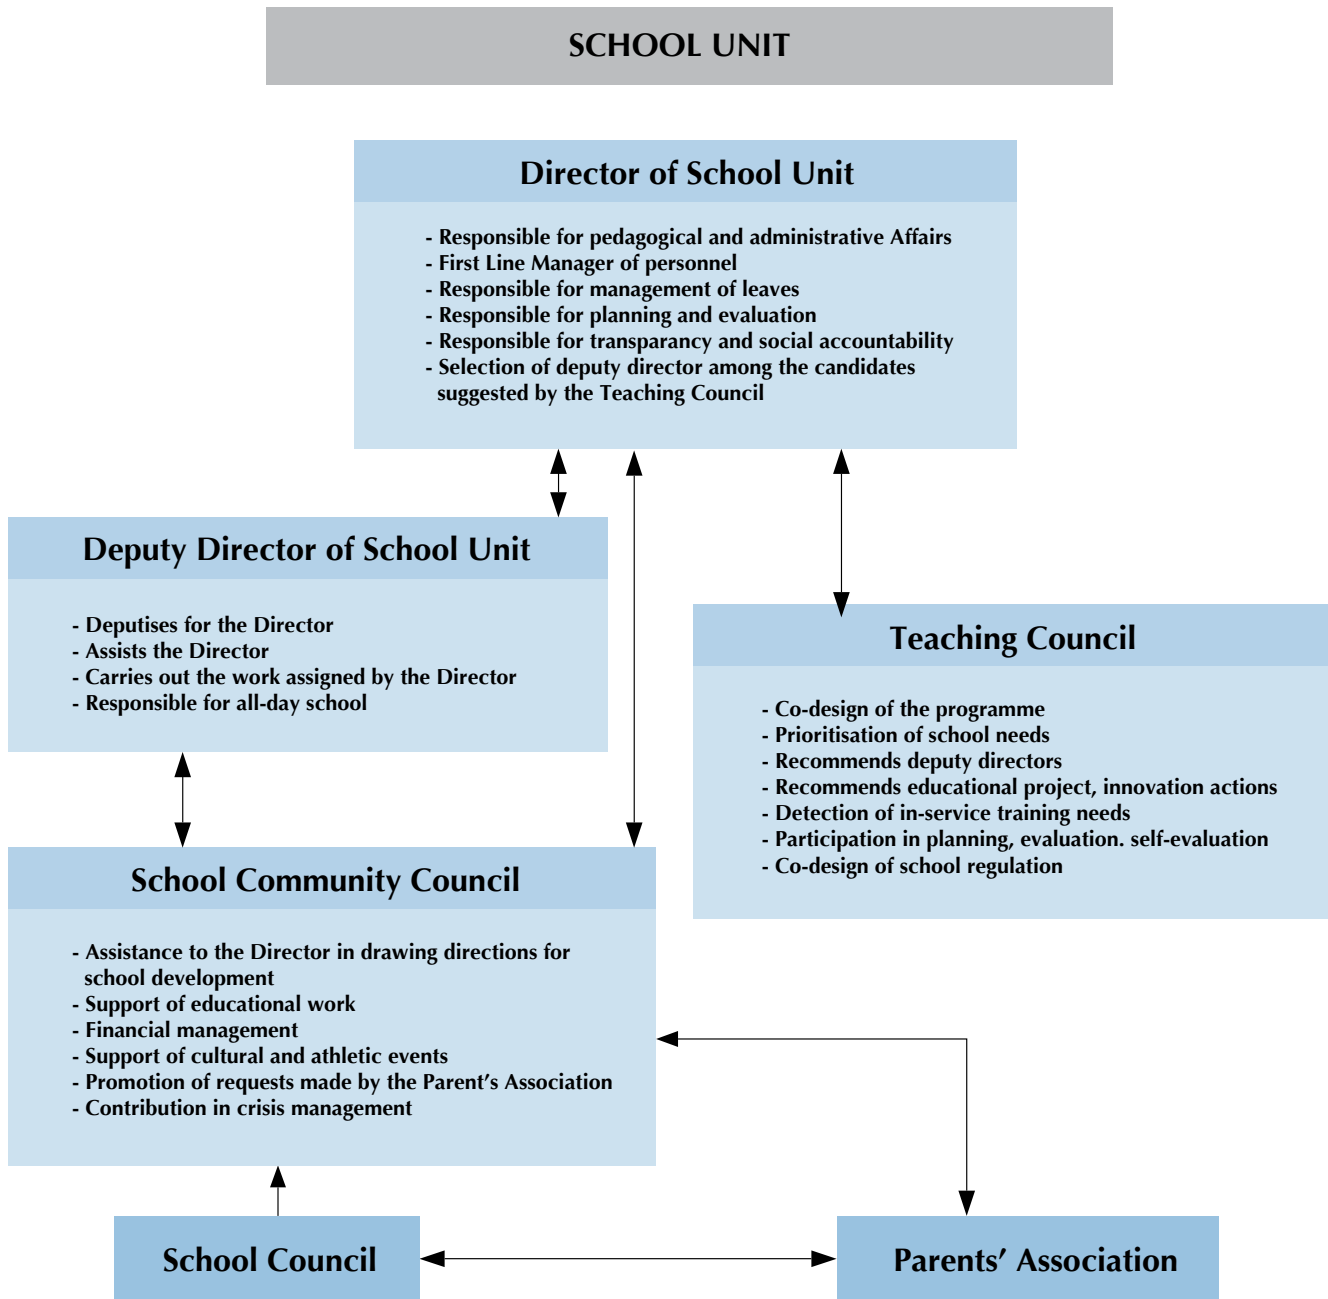 SCHOOL UNIT
Director of School Unit
- Responsible for pedagogical and administrative Affairs
- First Line Manager of personnel
- Responsible for management of leaves
- Responsible for planning and evaluation
- Responsible for transparancy and social accountability
- Selection of deputy director among the candidates
suggested by the Teaching Council
Deputy Director of School Unit
- Deputises for the Director
- Assists the Director
- Carries out the work assigned by the Director
- Responsible for all-day school
Teaching Council
- Co-design of the programme
- Prioritisation of school needs
- Recommends deputy directors
- Recommends educational project, innovation actions
- Detection of in-service training needs
- Participation in planning, evaluation. self-evaluation
- Co-design of school regulation
School Community Council
- Assistance to the Director in drawing directions for
school development
- Support of educational work
- Financial management
- Support of cultural and athletic events
- Promotion of requests made by the Parent's Association
- Contribution in crisis management
School Council
Parents' Association